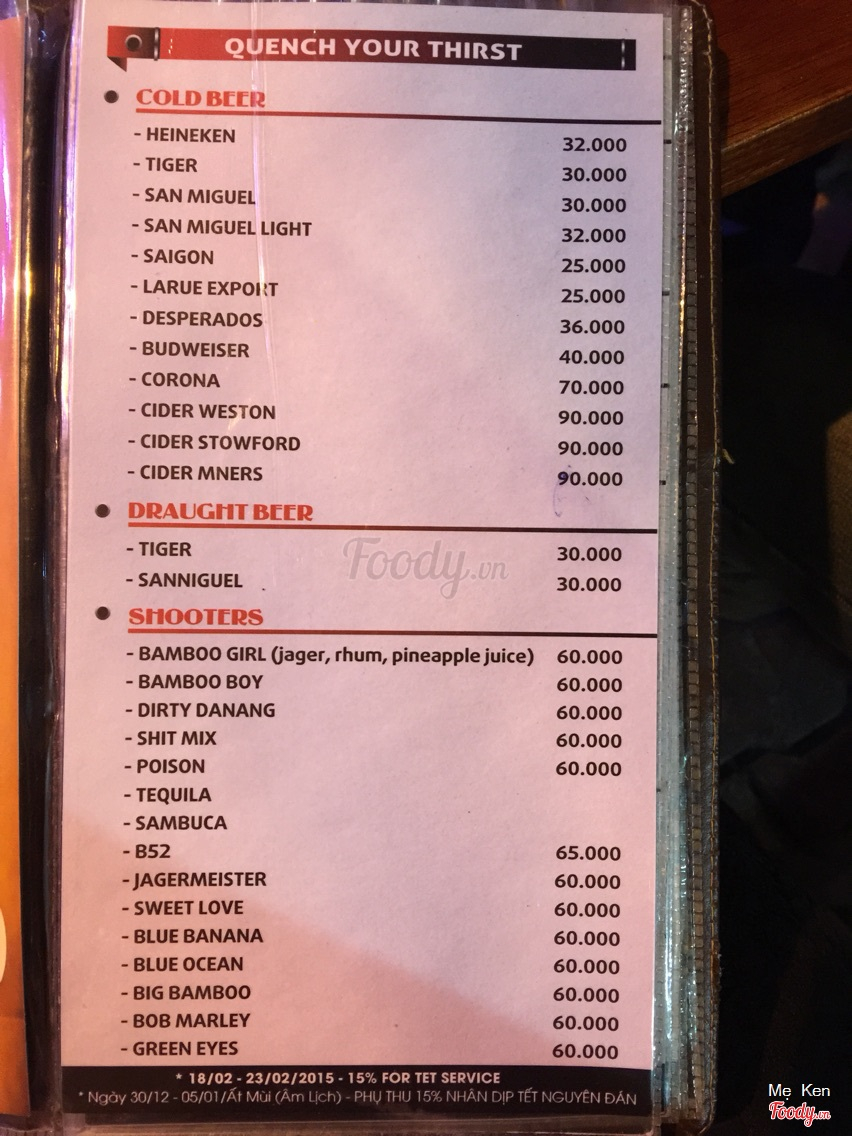 QUENCH YOUR THIRST
COLD BEER
- HEINEKEN 32.000
- TIGER 30.000
- SAN MIGUEL 30.000
- SAN MIGUEL LIGHT 32.000
- SAIGON 25.000
- LARUE EXPORT 25.000
- DESPERADOS 36.000
- BUDWEISER 40.000
- CORONA 70.000
- CIDER WESTON 90.000
- CIDER STOWFORD 90.000
- CIDER MNERS 90.000
DRAUGHT BEER
- TIGER 30.000
- SANNIGUEL 30.000
Foody.vn
SHOOTERS
- BAMBOO GIRL (jager, rhum, pineapple juice) 60.000
- BAMBOO BOY 60.000
- DIRTY DANANG 60.000
- SHIT MIX 60.000
- POISON 60.000
- TEQUILA
- SAMBUCA
- B52 65.000
- JAGERMEISTER 60.000
- SWEET LOVE 60.000
- BLUE BANANA 60.000
- BLUE OCEAN 60.000
- BIG BAMBOO 60.000
- BOB MARLEY 60.000
- GREEN EYES 60.000
* 18/02 - 23/02/2015 - 15% FOR TET SERVICE
* Ngày 30/12 - 05/01/Ất Mùi (Âm Lịch) - PHỤ THU 15% NHÂN DỊP TẾT NGUYÊN ĐÁN
Mẹ Ken
Foody.vn